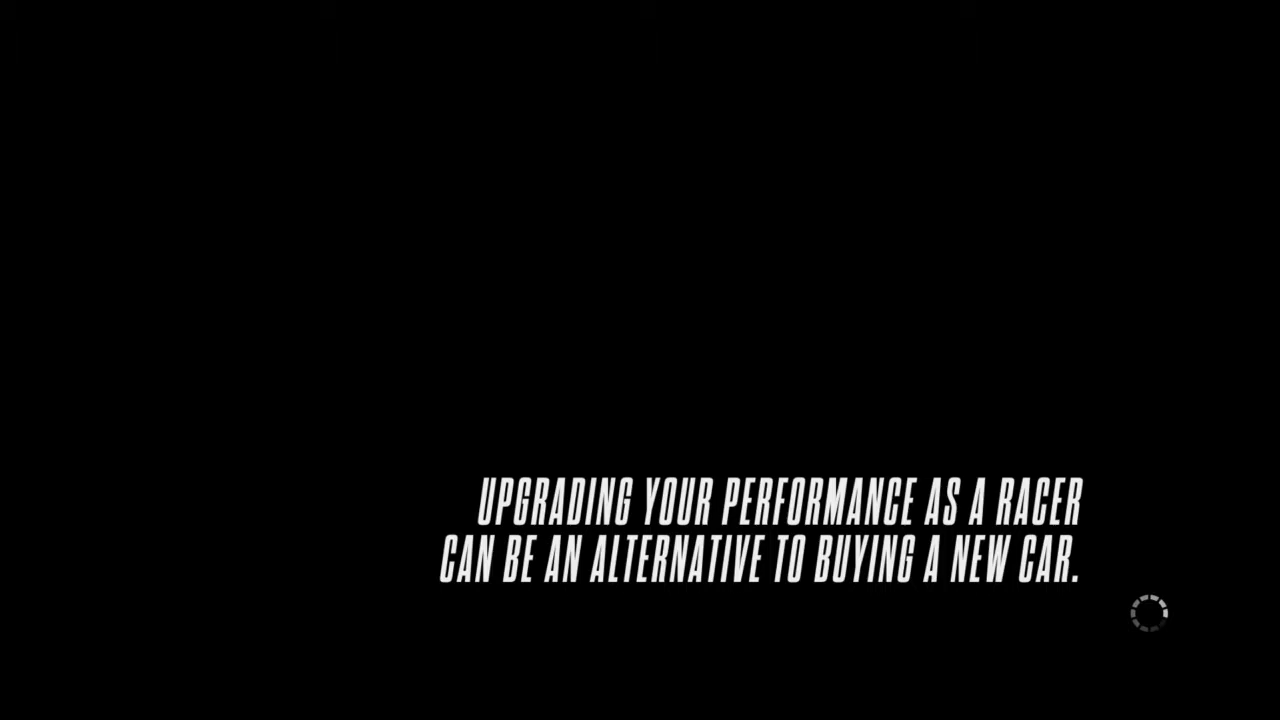 UPGRADING YOUR PERFORMANCE AS A RACER
CAN BE AN ALTERNATIVE TO BUYING A NEW CAR.